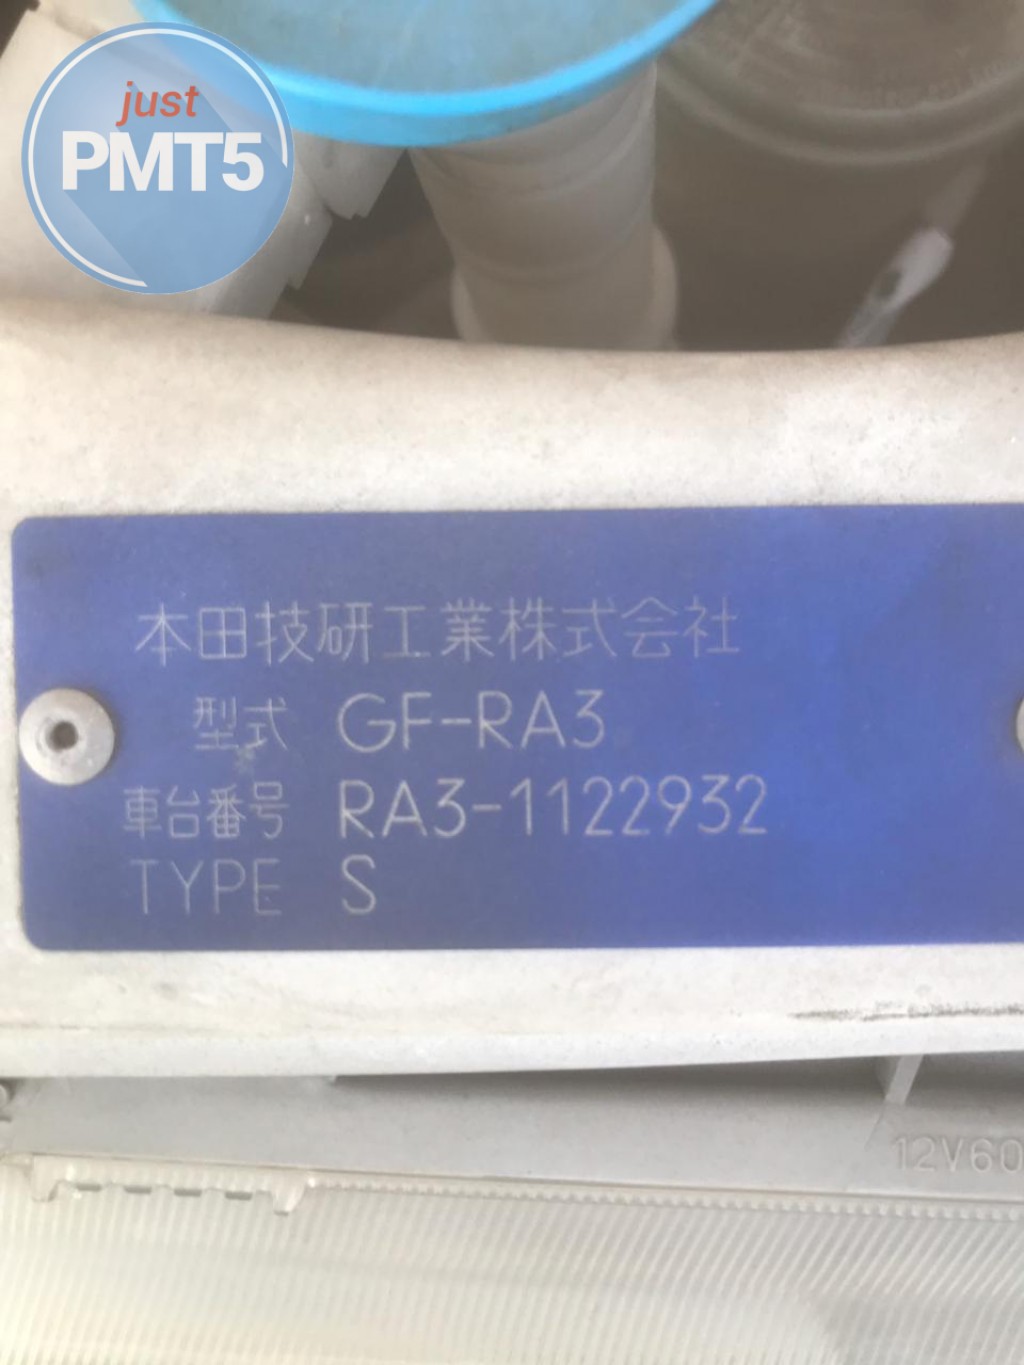 just
PMT5
本田技研工業株式会社
型式 GF-RA3
車台番号 RA3-1122932
TYPE S
12V60